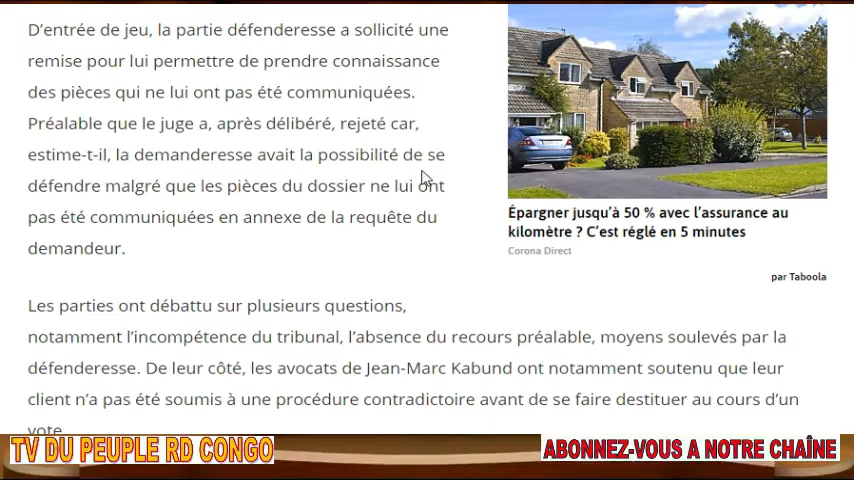 D’entrée de jeu, la partie défenderesse a sollicité une
remise pour lui permettre de prendre connaissance
des pièces qui ne lui ont pas été communiquées.
Préalable que le juge a, après délibéré, rejeté car,
estime-t-il, la demanderesse avait la possibilité de se
défendre malgré que les pièces du dossier ne lui ont
pas été communiquées en annexe de la requête du
demandeur.
Épargner jusqu’à 50 % avec l’assurance au
kilomètre ? C’est réglé en 5 minutes
Corona Direct
par Taboola
Les parties ont débattu sur plusieurs questions,
notamment l’incompétence du tribunal, l’absence du recours préalable, moyens soulevés par la
défenderesse. De leur côté, les avocats de Jean-Marc Kabund ont notamment soutenu que leur
client n’a pas été soumis à une procédure contradictoire avant de se faire destituer au cours d’un
vote
TV DU PEUPLE RD CONGO
ABONNEZ-VOUS A NOTRE CHAÎNE